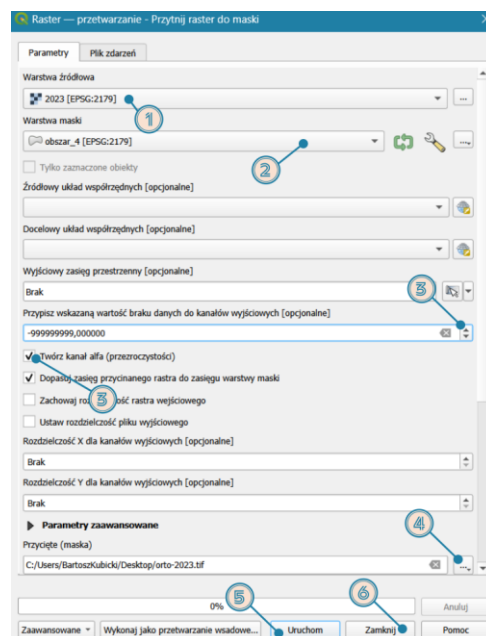 Raster — przetwarzanie - Przytnij raster do maski
Parametry Plik zdarzeń
Warstwa źródłowa
2023 [EPSG:2179] ...
1
Warstwa maski
obszar_4 [EPSG:2179] ...
2
Tylko zaznaczone obiekty
Źródłowy układ współrzędnych [opcjonalne]
Docelowy układ współrzędnych [opcjonalne]
Wyjściowy zasięg przestrzenny [opcjonalne]
3
Brak
Przypisz wskazaną wartość braku danych do kanałów wyjściowych [opcjonalne]
-999999999,000000
Twórz kanał alfa (przezroczystości)
Dopasuj zasięg przycinanego rastra do zasięgu warstwy maski
3
Zachowaj ość rastra wejściowego
Ustaw rozdzielczość pliku wyjściowego
Rozdzielczość X dla kanałów wyjściowych [opcjonalne]
Brak
Rozdzielczość Y dla kanałów wyjściowych [opcjonalne]
Brak
Parametry zaawansowane
4
Przycięte (maska)
C:/Users/BartoszKubicki/Desktop/orto-2023.tif ...
5 6
0% Anuluj
Zaawansowane Wykonaj jako przetwarzanie wsadowe... Uruchom Zamknij Pomoc